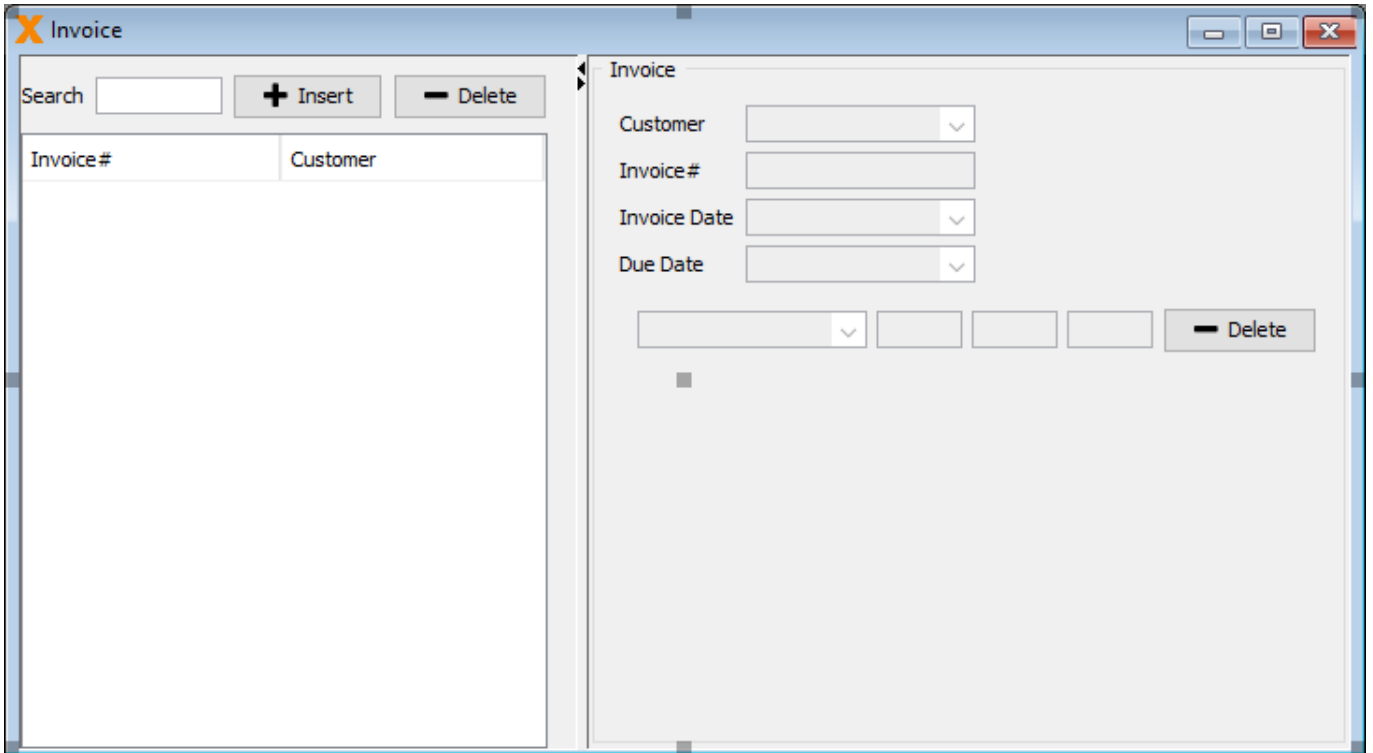 Invoice
Search
Insert
Delete
Invoice#
Customer
Invoice
Customer
Invoice#
Invoice Date
Due Date
Delete